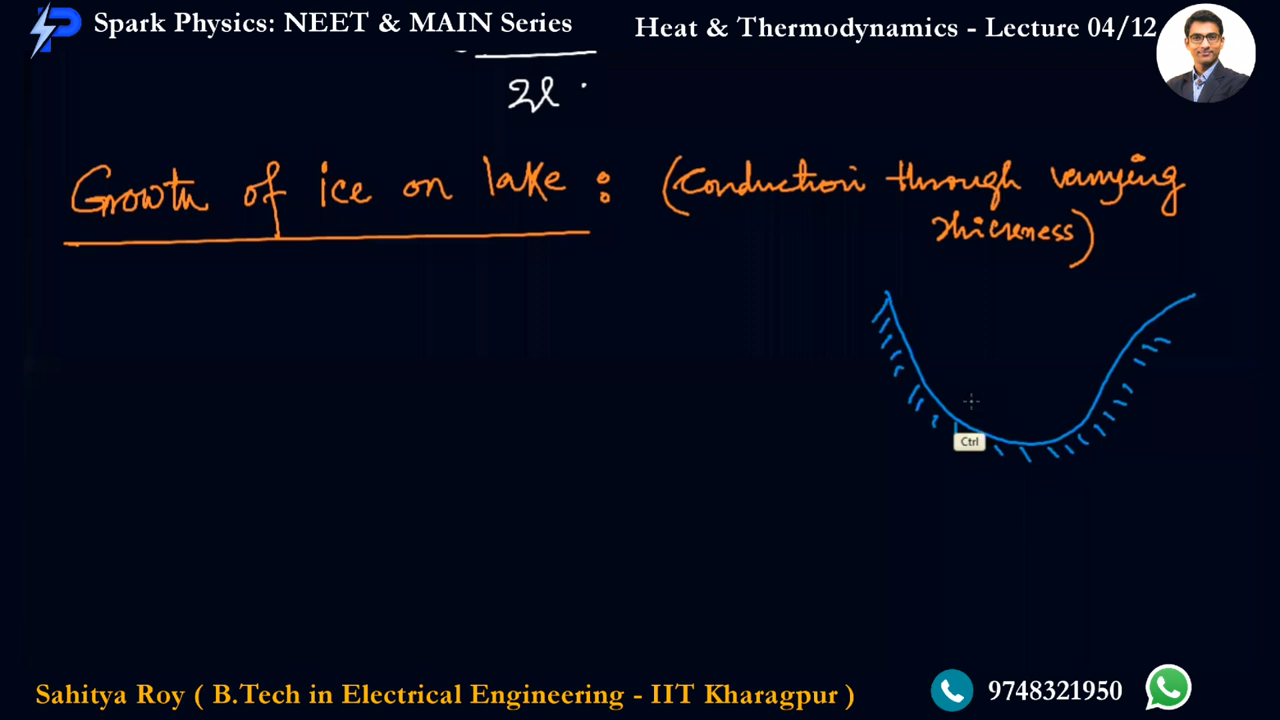 Spark Physics: NEET & MAIN Series
Heat & Thermodynamics - Lecture 04/12
2l
Growth of ice on lake : (Conduction through varying
thickness)
Ctrl
Sahitya Roy ( B.Tech in Electrical Engineering - IIT Kharagpur )
9748321950